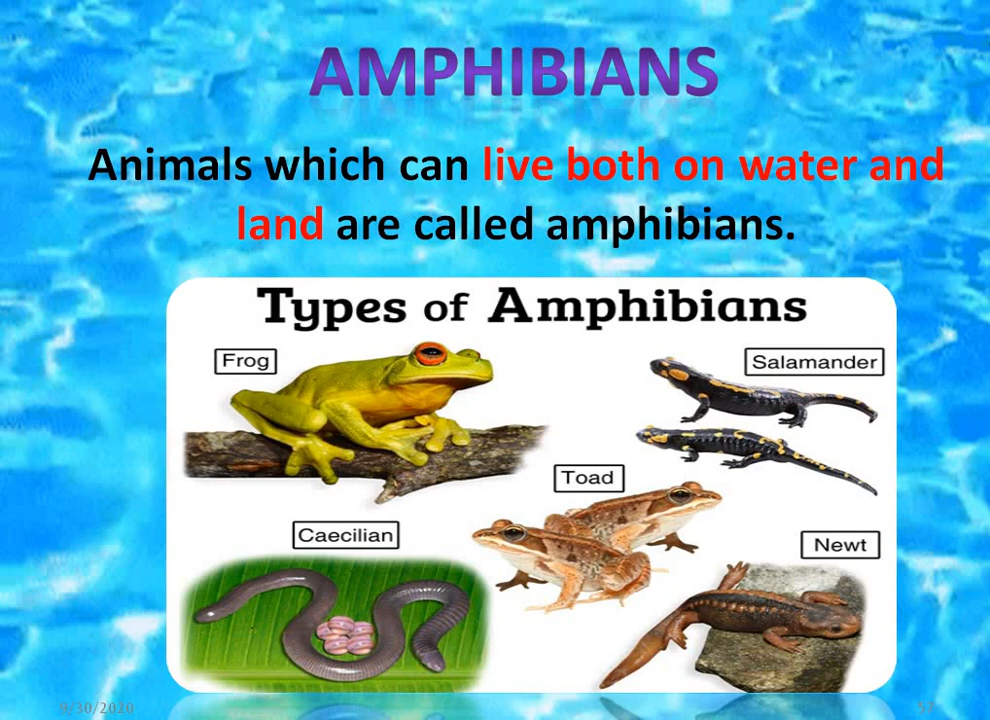 AMPHIBIANS
Animals which can live both on water and
land are called amphibians.
Types of Amphibians
Frog
Salamander
Toad
Caecilian
Newt
9/30/2020